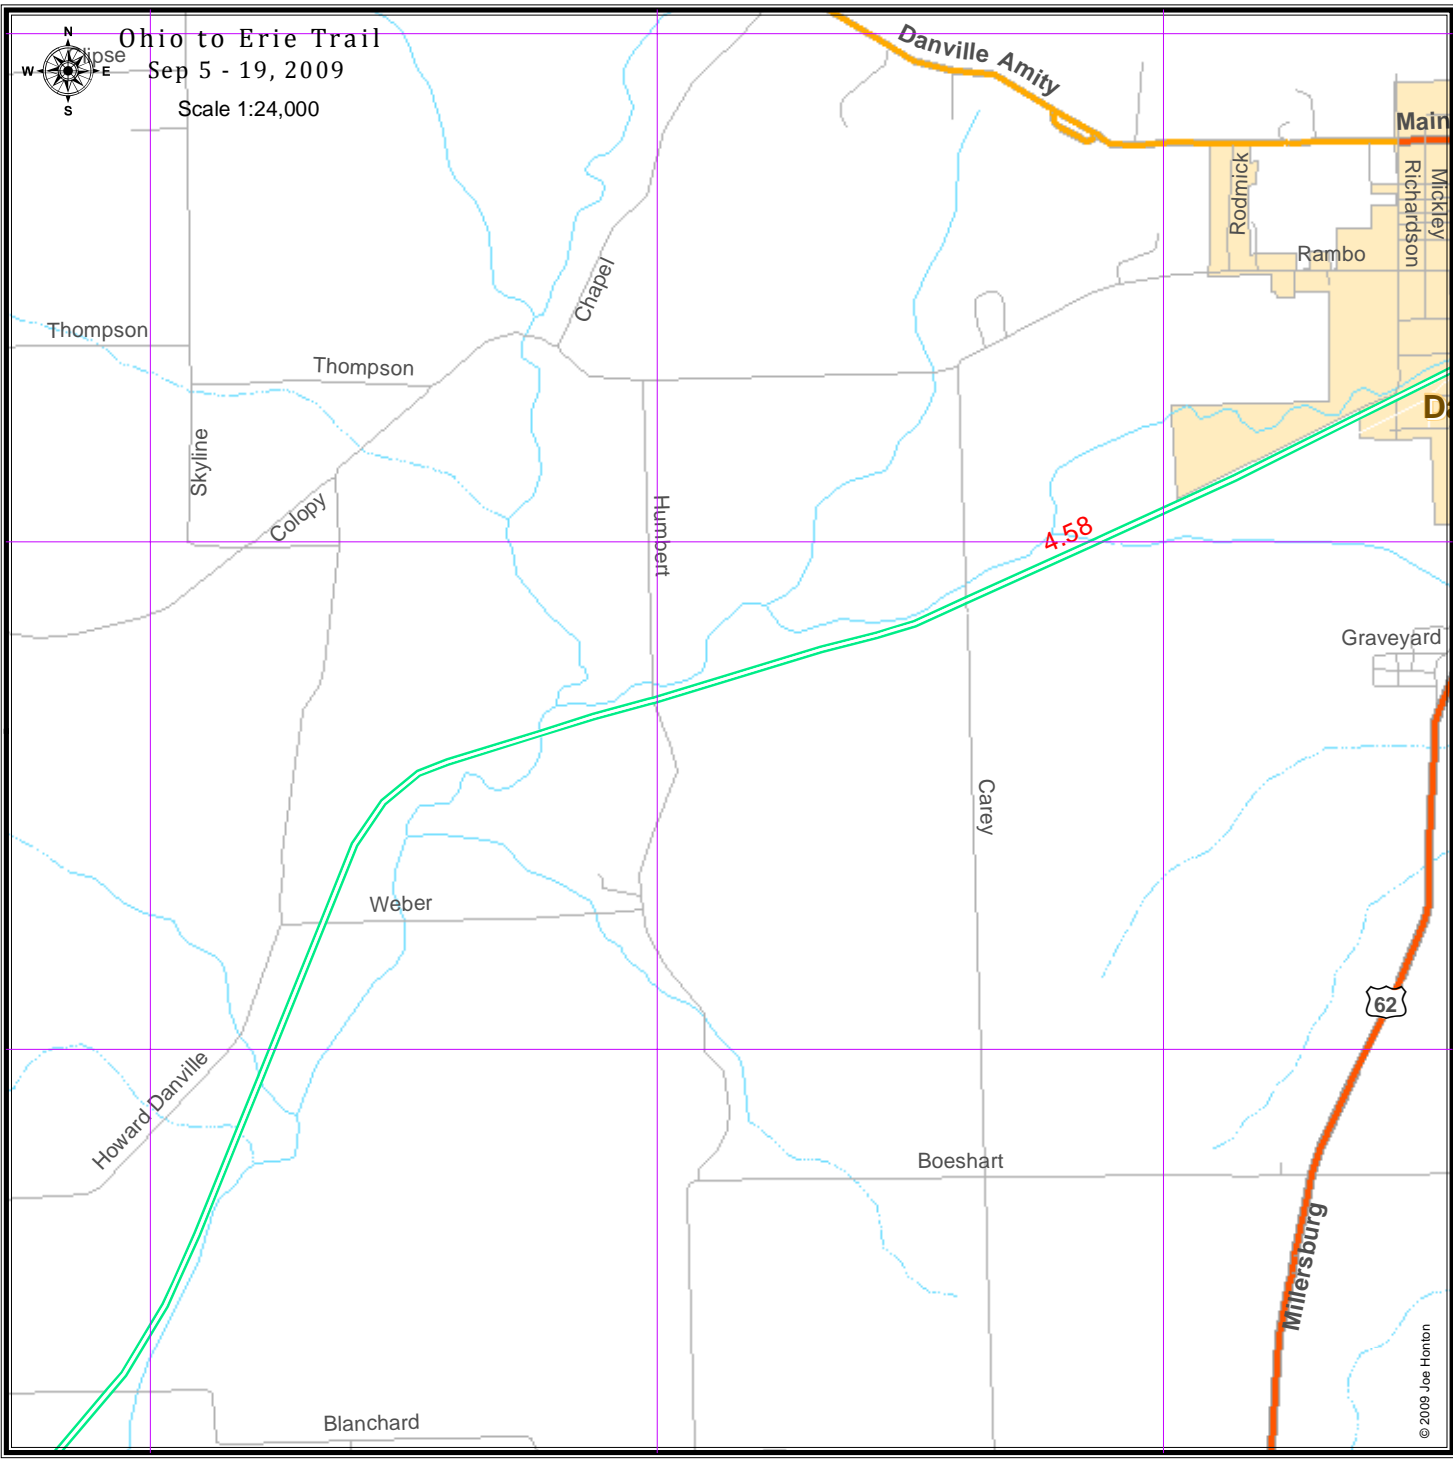 Ohio to Erie Trail
Sep 5 - 19, 2009
Scale 1:24,000
N
W
E
S
lipse
Danville Amity
Main
Rodmick
Richardson
Mickley
Rambo
Chapel
Thompson
Thompson
Skyline
Colopy
Humbert
4.58
Graveyard
Carey
Weber
62
Howard Danville
Boeshart
Millersburg
Blanchard
© 2009 Joe Honton